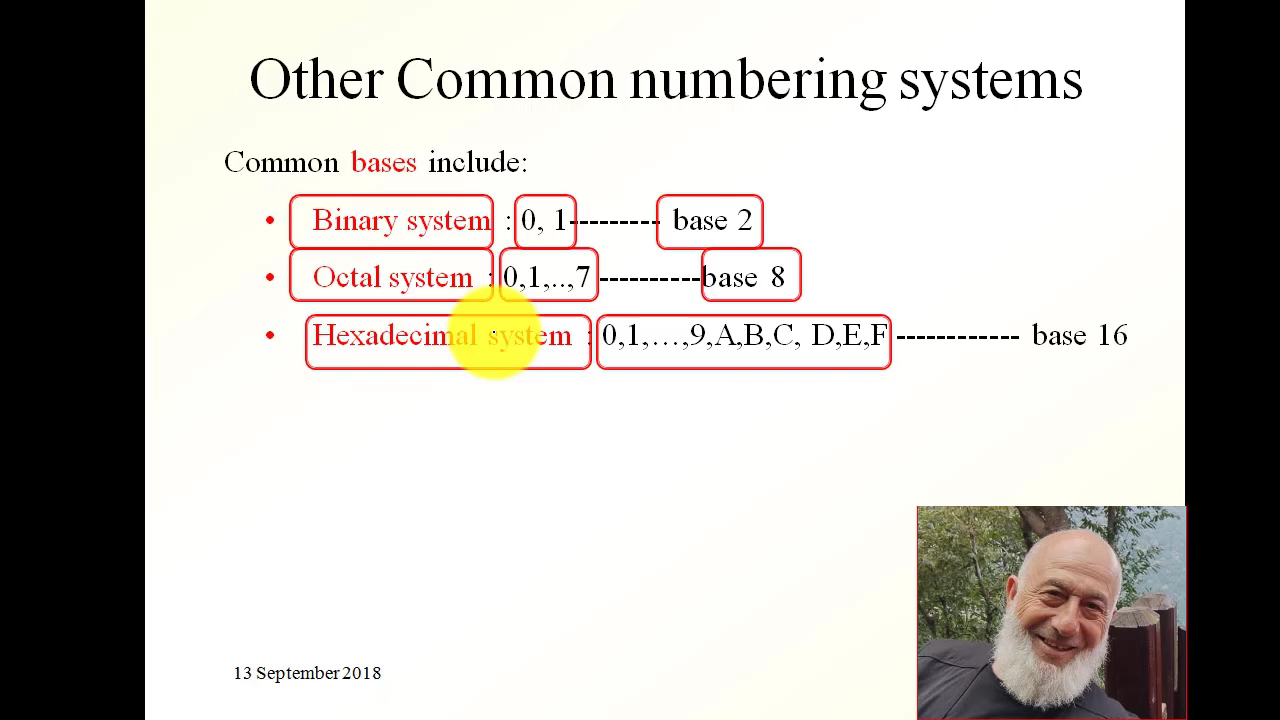 Other Common numbering systems
Common bases include:
• Binary system : 0, 1--------- base 2
• Octal system : 0,1,..,7----------base 8
• Hexadecimal system : 0,1,…,9,A,B,C, D,E,F ------------ base 16
13 September 2018